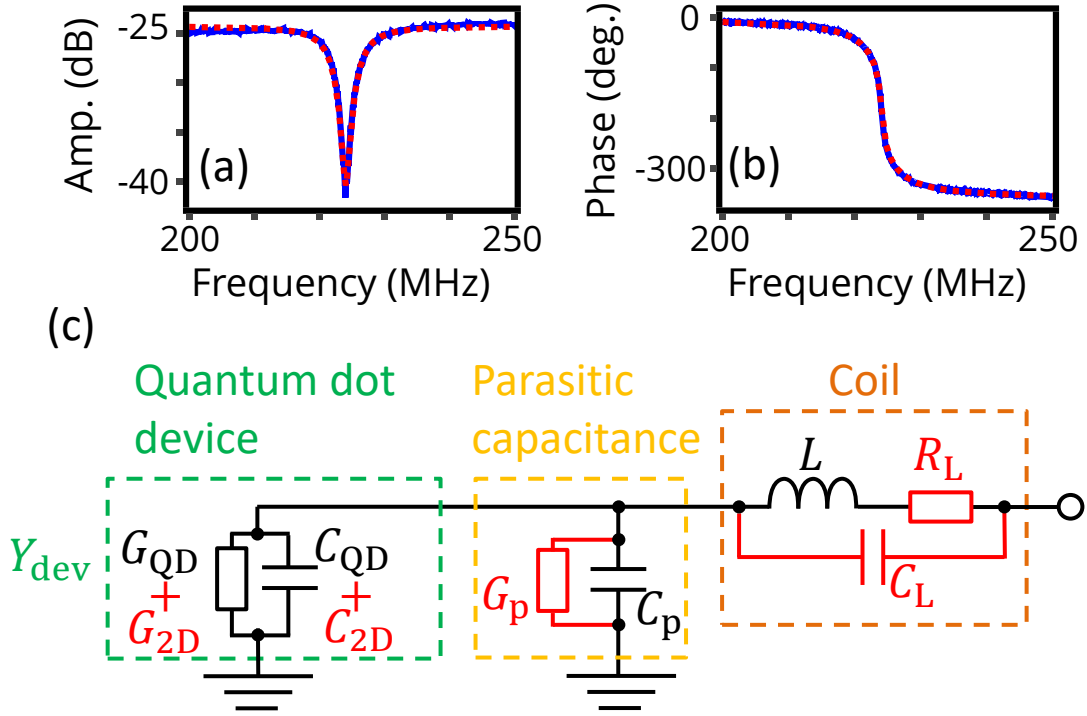 -25
-40
Amp. (dB)
(a)
200
250
Frequency (MHz)
0
-300
Phase (deg.)
(b)
200
250
Frequency (MHz)
(c)
Quantum dot
device
Parasitic
capacitance
Coil
L
R_L
C_L
Y_dev
G_QD
+
G_2D
C_QD
+
C_2D
G_p
C_p